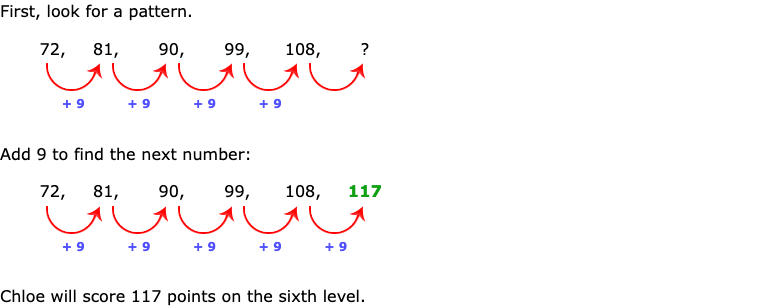 First, look for a pattern.
72, 81, 90, 99, 108, ?
+ 9 + 9 + 9 + 9
Add 9 to find the next number:
72, 81, 90, 99, 108, 117
+ 9 + 9 + 9 + 9 + 9
Chloe will score 117 points on the sixth level.